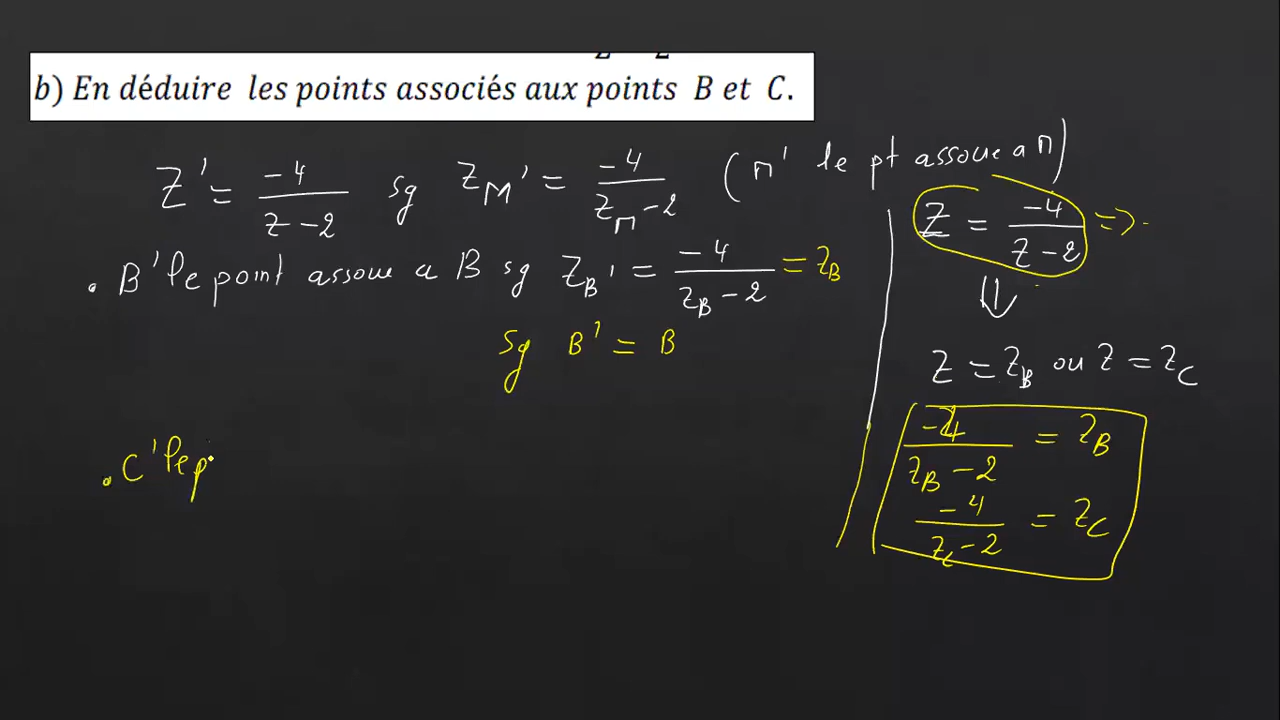 b) En déduire les points associés aux points B et C.
Z' = -4/(z-2) sg Z_M' = -4/(z_M-2) (M' le pt associe a M)
Z = -4/(z-2) =>
. B' le point associe a B sg Z_B' = -4/(z_B-2) = z_B
sg B' = B
Z = Z_B ou Z = Z_C
-4/(z_B-2) = z_B
. C' le p
-4/(z_C-2) = z_C